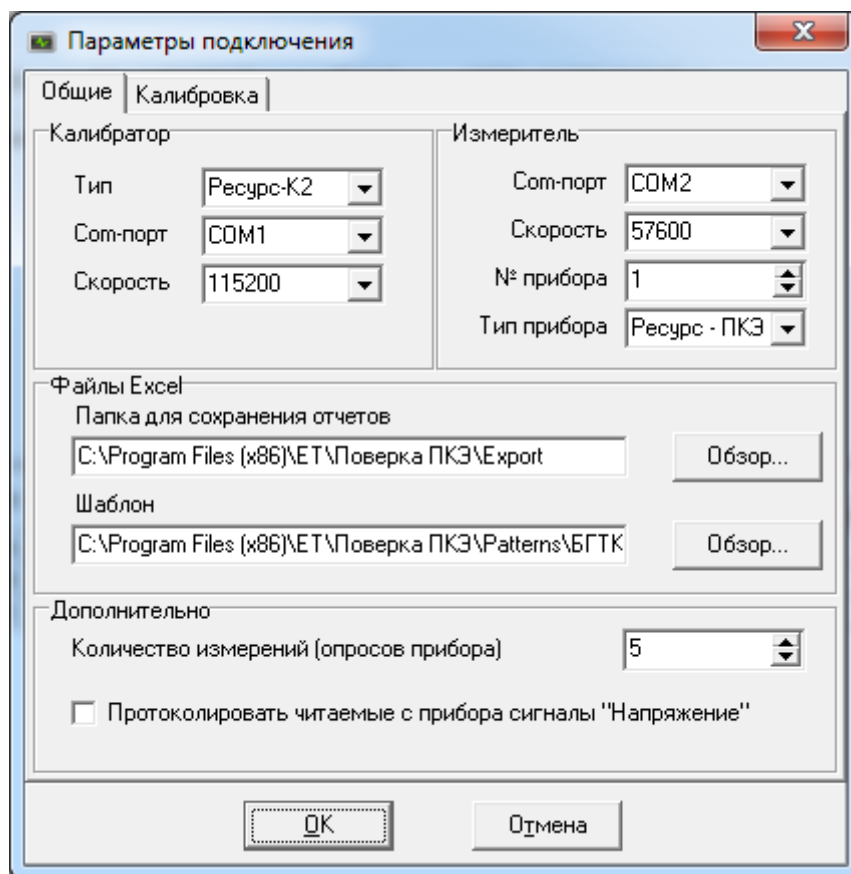 Параметры подключения
Общие
Калибровка
Калибратор
Тип
Ресурс-К2
Com-порт
COM1
Скорость
115200
Измеритель
Com-порт
COM2
Скорость
57600
№ прибора
1
Тип прибора
Ресурс - ПКЭ
Файлы Excel
Папка для сохранения отчетов
C:\Program Files (x86)\ET\Поверка ПКЭ\Export
Обзор...
Шаблон
C:\Program Files (x86)\ET\Поверка ПКЭ\Patterns\БГТК
Обзор...
Дополнительно
Количество измерений (опросов прибора)
5
Протоколировать читаемые с прибора сигналы "Напряжение"
OK
Отмена